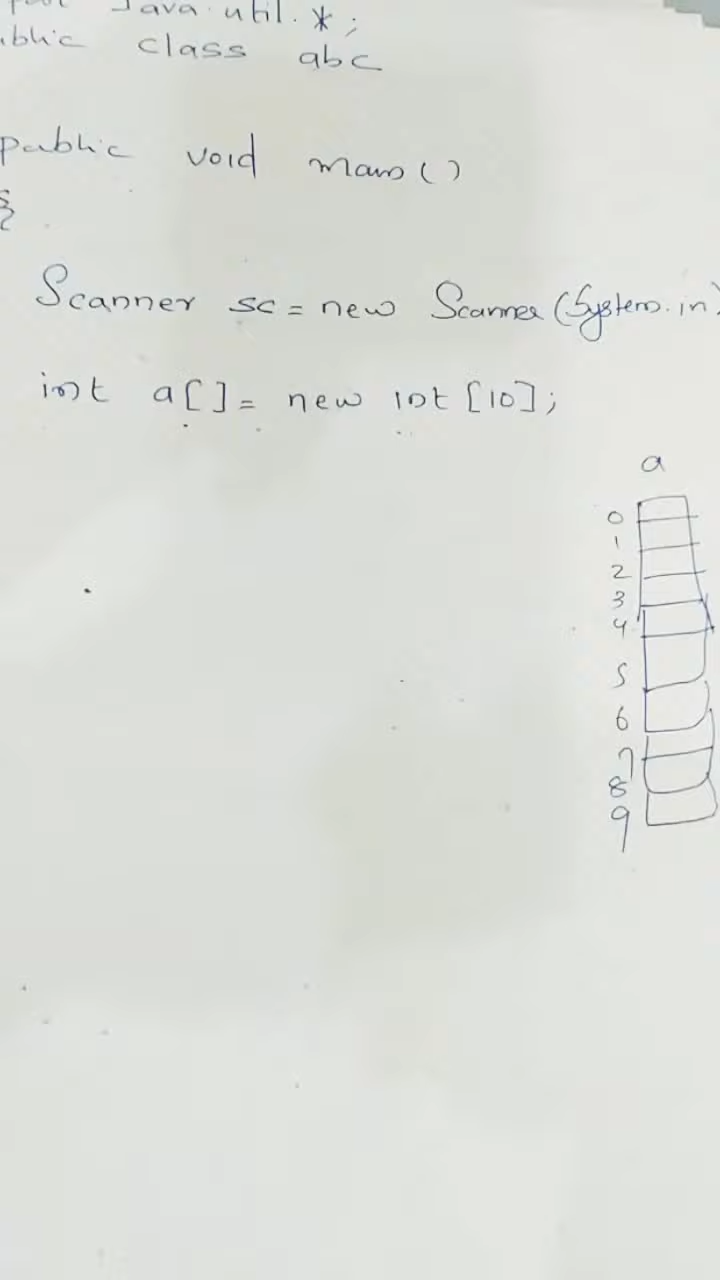 Java.util.*;
class abc
public void main()
{
Scanner sc = new Scanner(System.in)
int a[] = new int [10];
a
0
1
2
3
4
5
6
7
8
9